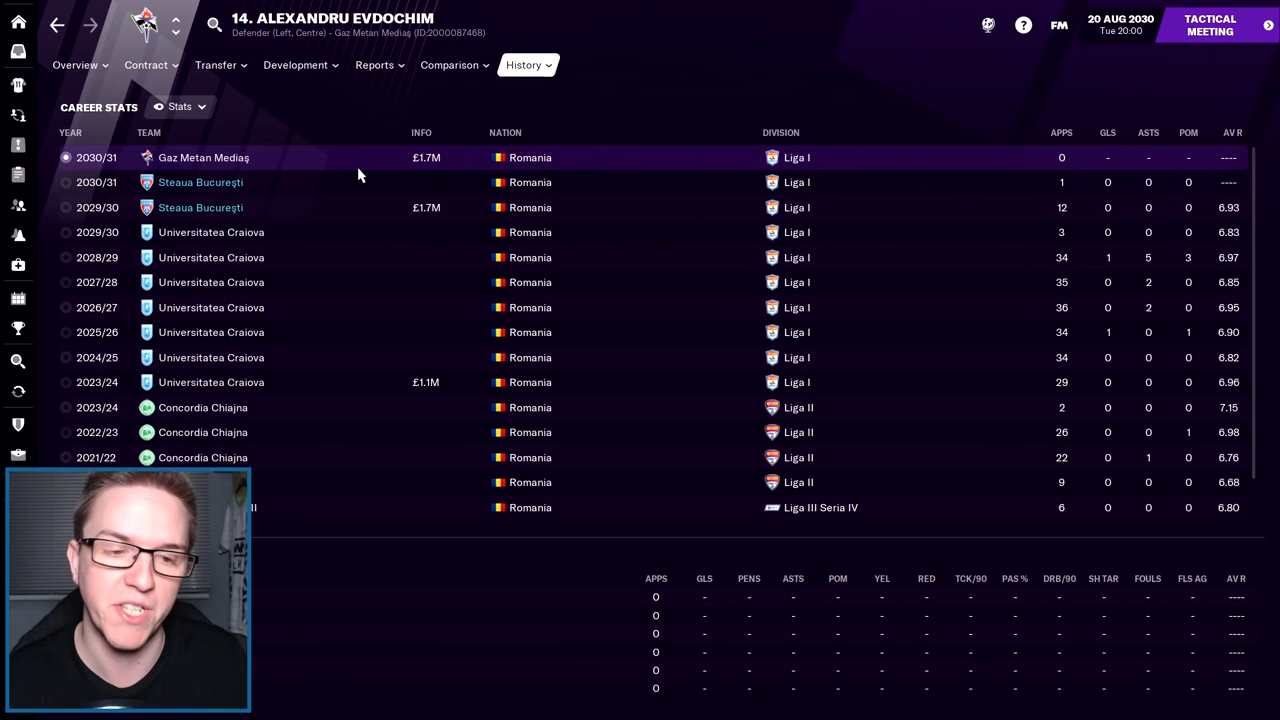 14. ALEXANDRU EVDOCHIM
Defender (Left, Centre) - Gaz Metan Mediaş (ID:2000087468)
FM
20 AUG 2030
Tue 20:00
TACTICAL
MEETING
Overview Contract Transfer Development Reports Comparison History
CAREER STATS Stats
YEAR TEAM INFO NATION DIVISION APPS GLS ASTS POM AV R
2030/31 Gaz Metan Mediaş £1.7M Romania Liga I 0 - - - ----
2030/31 Steaua Bucureşti Romania Liga I 1 0 0 0 ----
2029/30 Steaua Bucureşti £1.7M Romania Liga I 12 0 0 0 6.93
2029/30 Universitatea Craiova Romania Liga I 3 0 0 0 6.83
2028/29 Universitatea Craiova Romania Liga I 34 1 5 3 6.97
2027/28 Universitatea Craiova Romania Liga I 35 0 2 0 6.85
2026/27 Universitatea Craiova Romania Liga I 36 0 2 0 6.95
2025/26 Universitatea Craiova Romania Liga I 34 1 0 1 6.90
2024/25 Universitatea Craiova Romania Liga I 34 0 0 0 6.82
2023/24 Universitatea Craiova £1.1M Romania Liga I 29 0 0 0 6.96
2023/24 Concordia Chiajna Romania Liga II 2 0 0 0 7.15
2022/23 Concordia Chiajna Romania Liga II 26 0 0 1 6.98
2021/22 Concordia Chiajna Romania Liga II 22 0 1 0 6.76
Romania Liga II 9 0 0 0 6.68
II Romania Liga III Seria IV 6 0 0 0 6.80
APPS GLS PENS ASTS POM YEL RED TCK/90 PAS % DRB/90 SH TAR FOULS FLS AG AV R
0 - - - - - - - - - - - - ----
0 - - - - - - - - - - - - ----
0 - - - - - - - - - - - - ----
0 - - - - - - - - - - - - ----
0 - - - - - - - - - - - - ----
0 - - - - - - - - - - - - ----